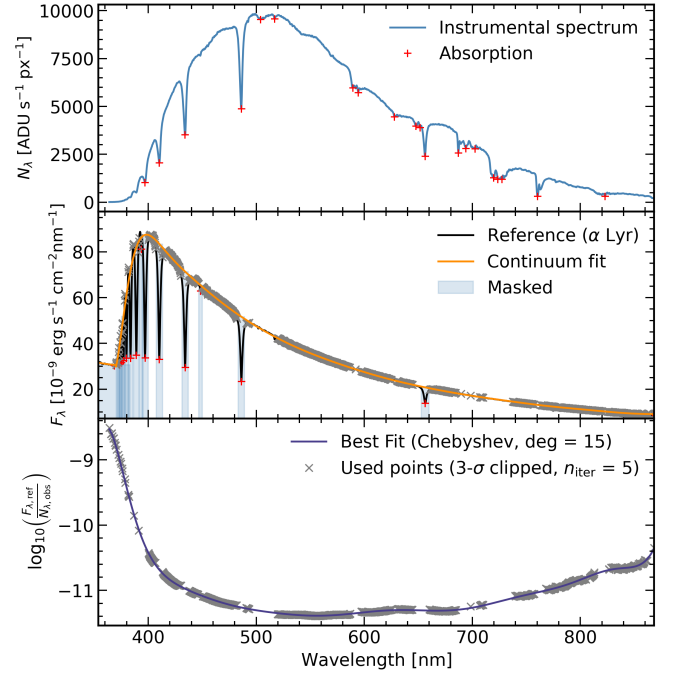 10000
7500
5000
2500
0
N_λ [ADU s⁻¹ px⁻¹]
Instrumental spectrum
Absorption
80
60
40
20
F_λ [10⁻⁹ erg s⁻¹ cm⁻²nm⁻¹]
Reference (α Lyr)
Continuum fit
Masked
−9
−10
−11
log₁₀(F_λ,ref / N_λ,obs)
Best Fit (Chebyshev, deg = 15)
Used points (3-σ clipped, n_iter = 5)
400 500 600 700 800
Wavelength [nm]